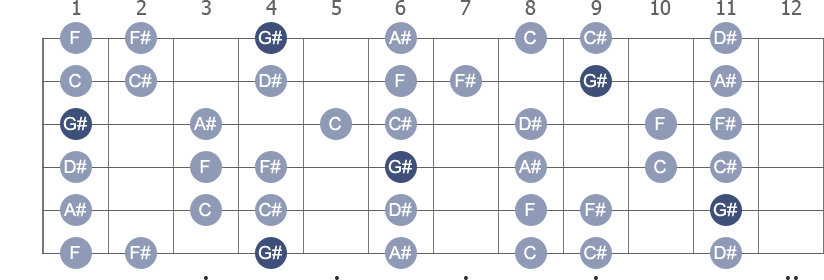 1 2 3 4 5 6 7 8 9 10 11 12
F F# G# A# C C# D#
C C# D# F F# G# A#
G# A# C C# D# F F#
D# F F# G# A# C C#
A# C C# D# F F# G#
F F# G# A# C C# D#